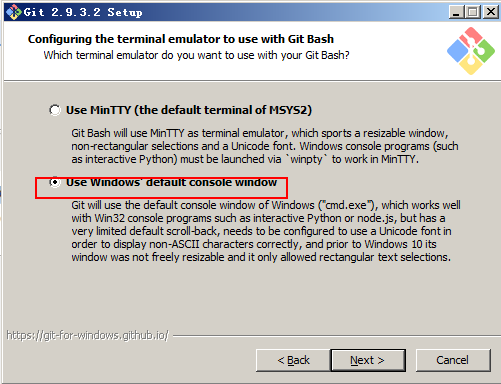 Git 2.9.3.2 Setup
Configuring the terminal emulator to use with Git Bash
Which terminal emulator do you want to use with your Git Bash?
Use MinTTY (the default terminal of MSYS2)
Git Bash will use MinTTY as terminal emulator, which sports a resizable window,
non-rectangular selections and a Unicode font. Windows console programs (such
as interactive Python) must be launched via `winpty` to work in MinTTY.
Use Windows' default console window
Git will use the default console window of Windows ("cmd.exe"), which works well
with Win32 console programs such as interactive Python or node.js, but has a
very limited default scroll-back, needs to be configured to use a Unicode font in
order to display non-ASCII characters correctly, and prior to Windows 10 its
window was not freely resizable and it only allowed rectangular text selections.
https://git-for-windows.github.io/
< Back
Next >
Cancel